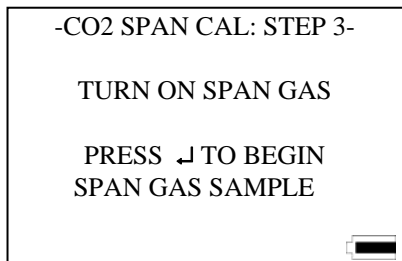 -CO2 SPAN CAL: STEP 3-
TURN ON SPAN GAS
PRESS ↵ TO BEGIN
SPAN GAS SAMPLE